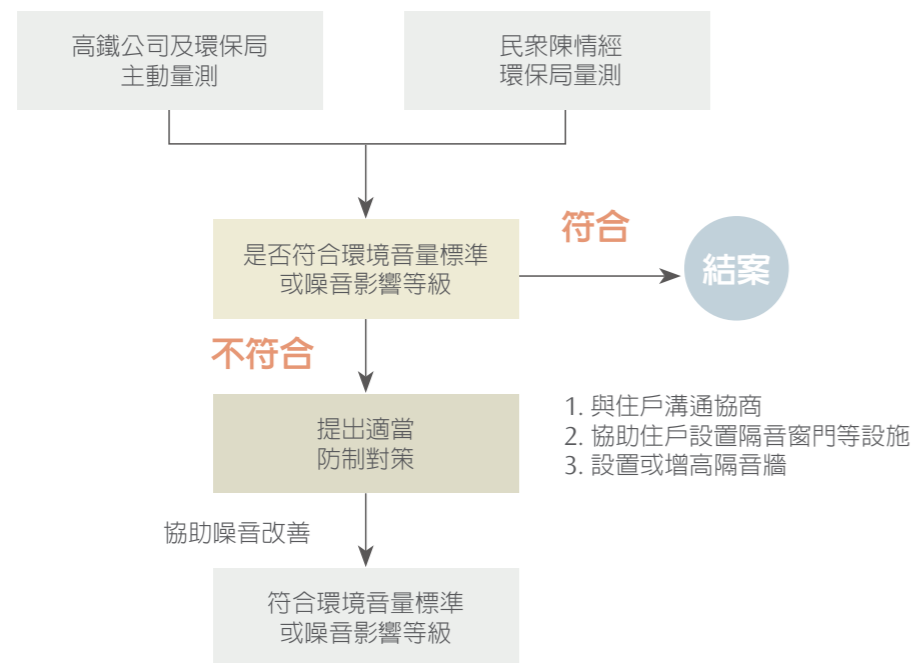 高鐵公司及環保局
主動量測
民眾陳情經
環保局量測
是否符合環境音量標準
或噪音影響等級
符合
結案
不符合
提出適當
防制對策
1. 與住戶溝通協商
2. 協助住戶設置隔音窗門等設施
3. 設置或增高隔音牆
協助噪音改善
符合環境音量標準
或噪音影響等級